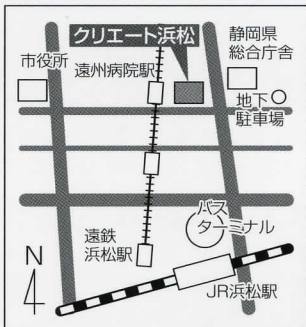 クリエート浜松
静岡県
総合庁舎
市役所
遠州病院駅
地下
駐車場
バス
ターミナル
遠鉄
浜松駅
N
JR浜松駅